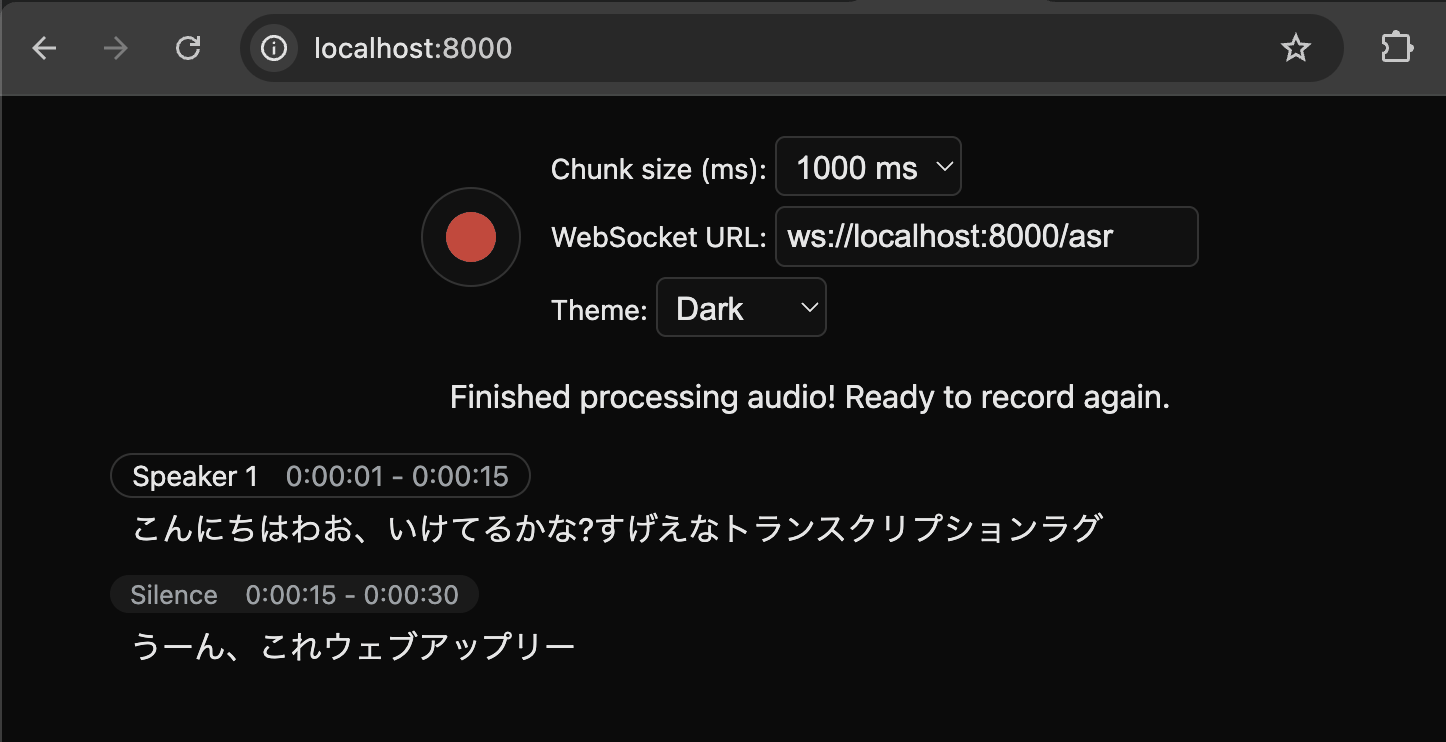 localhost:8000
Chunk size (ms): 1000 ms
WebSocket URL: ws://localhost:8000/asr
Theme: Dark
Finished processing audio! Ready to record again.
Speaker 1 0:00:01 - 0:00:15
こんにちはわお、いけてるかな?すげえなトランスクリプションラグ
Silence 0:00:15 - 0:00:30
うーん、これウェブアップリー